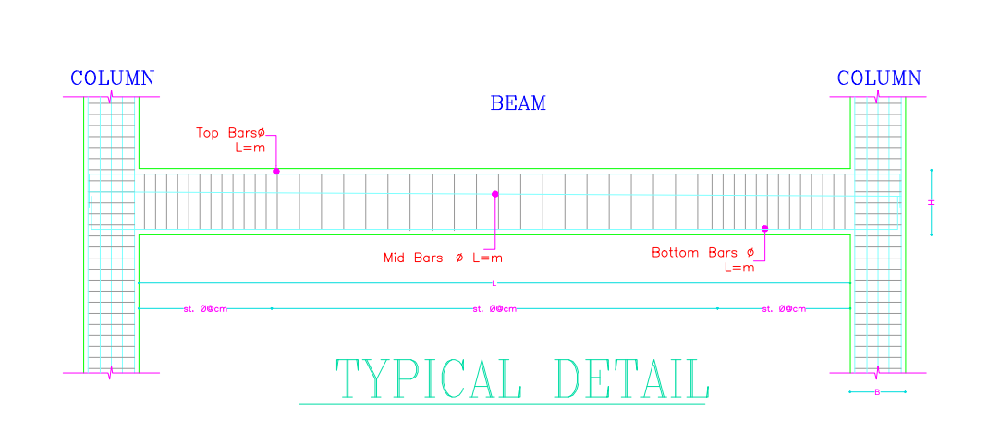 COLUMN
COLUMN
BEAM
Top BarsØ
L=m
H
Mid Bars Ø L=m
Bottom Bars Ø
L=m
L
st. Ø@cm
st. Ø@cm
st. Ø@cm
TYPICAL DETAIL
B